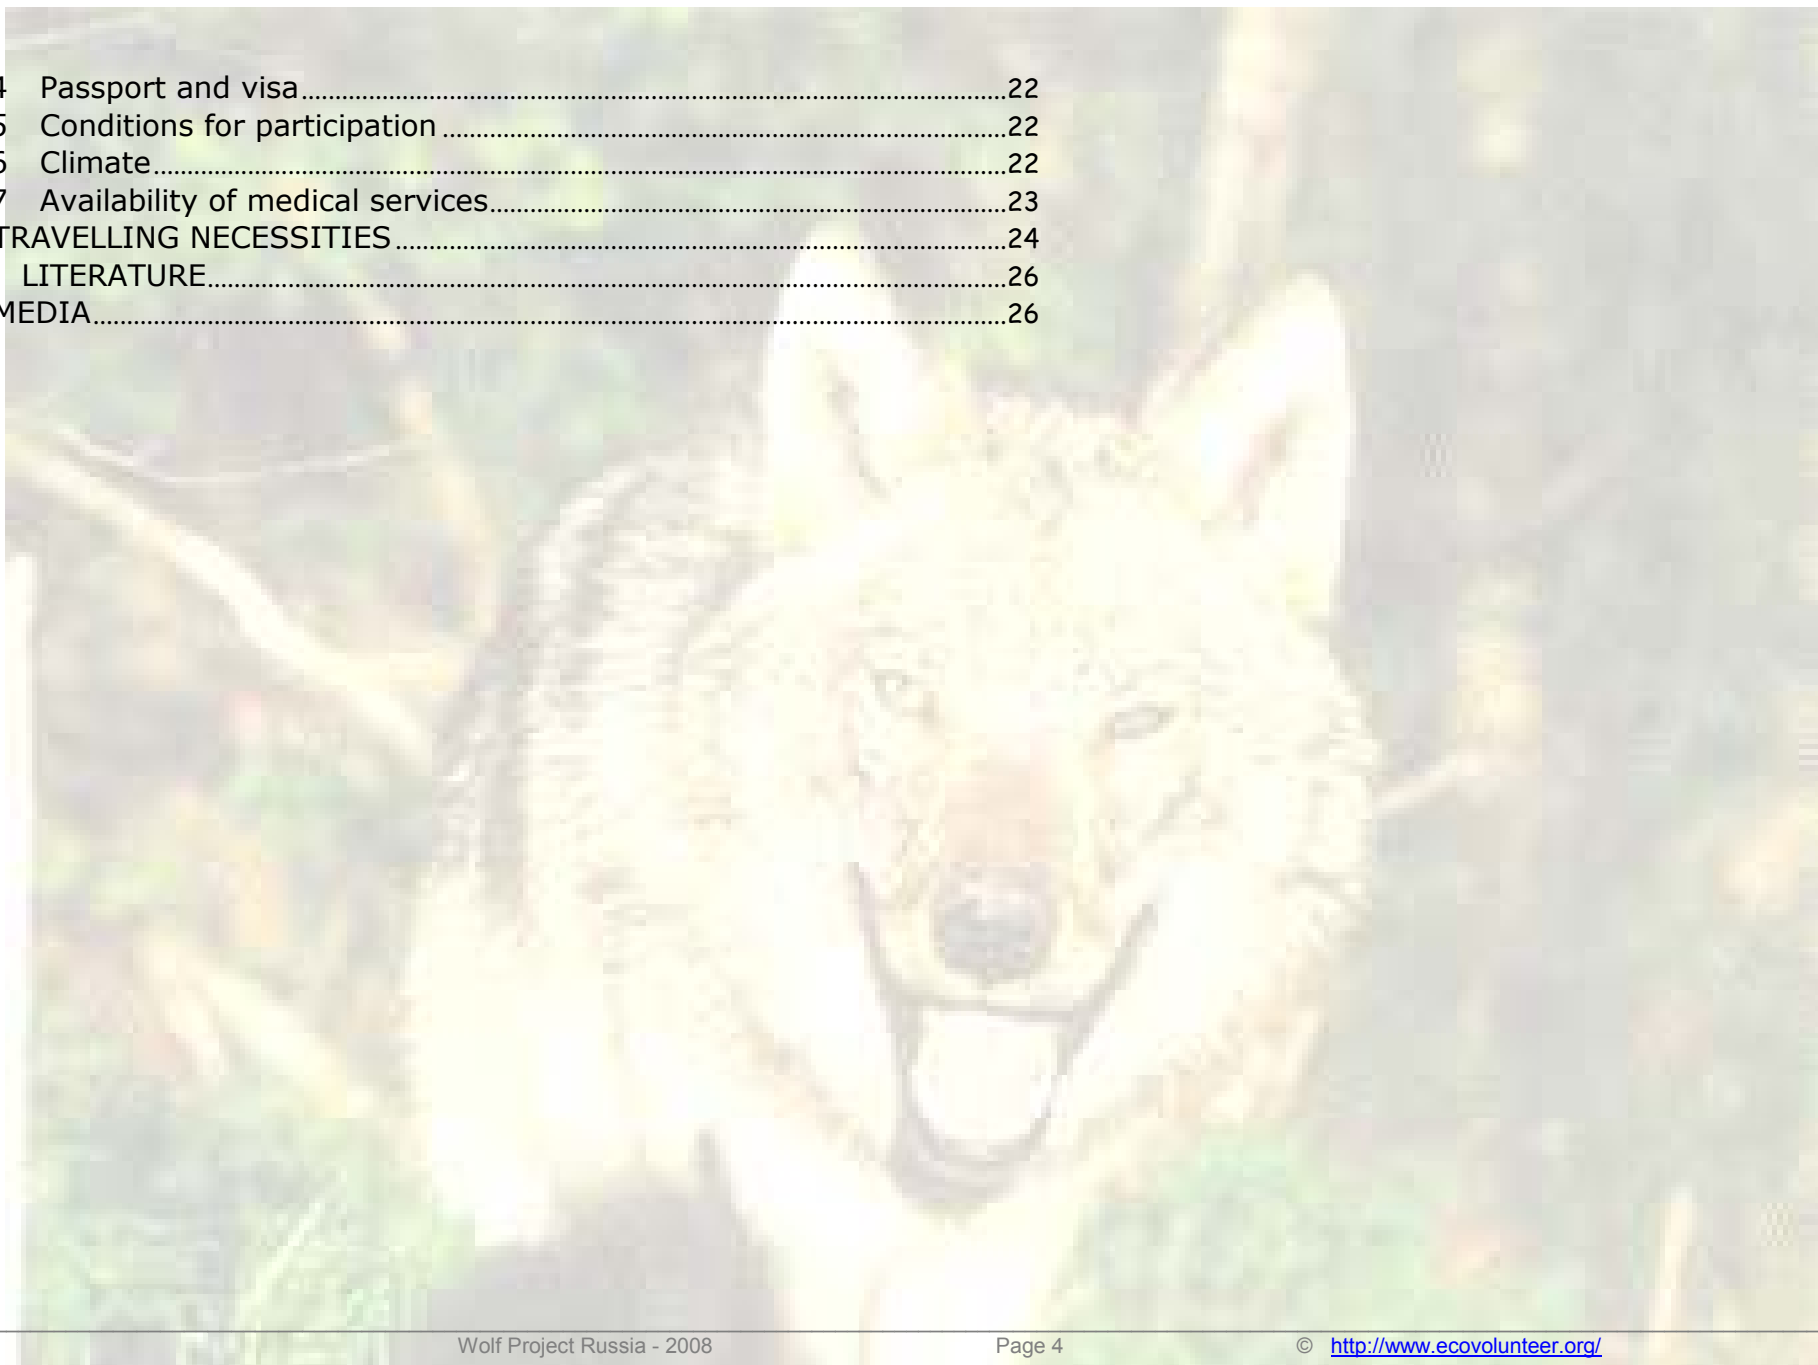 4 Passport and visa.....22
5 Conditions for participation.....22
6 Climate.....22
7 Availability of medical services.....23
TRAVELLING NECESSITIES.....24
LITERATURE.....26
MEDIA.....26
Wolf Project Russia - 2008 Page 4 © http://www.ecovolunteer.org/